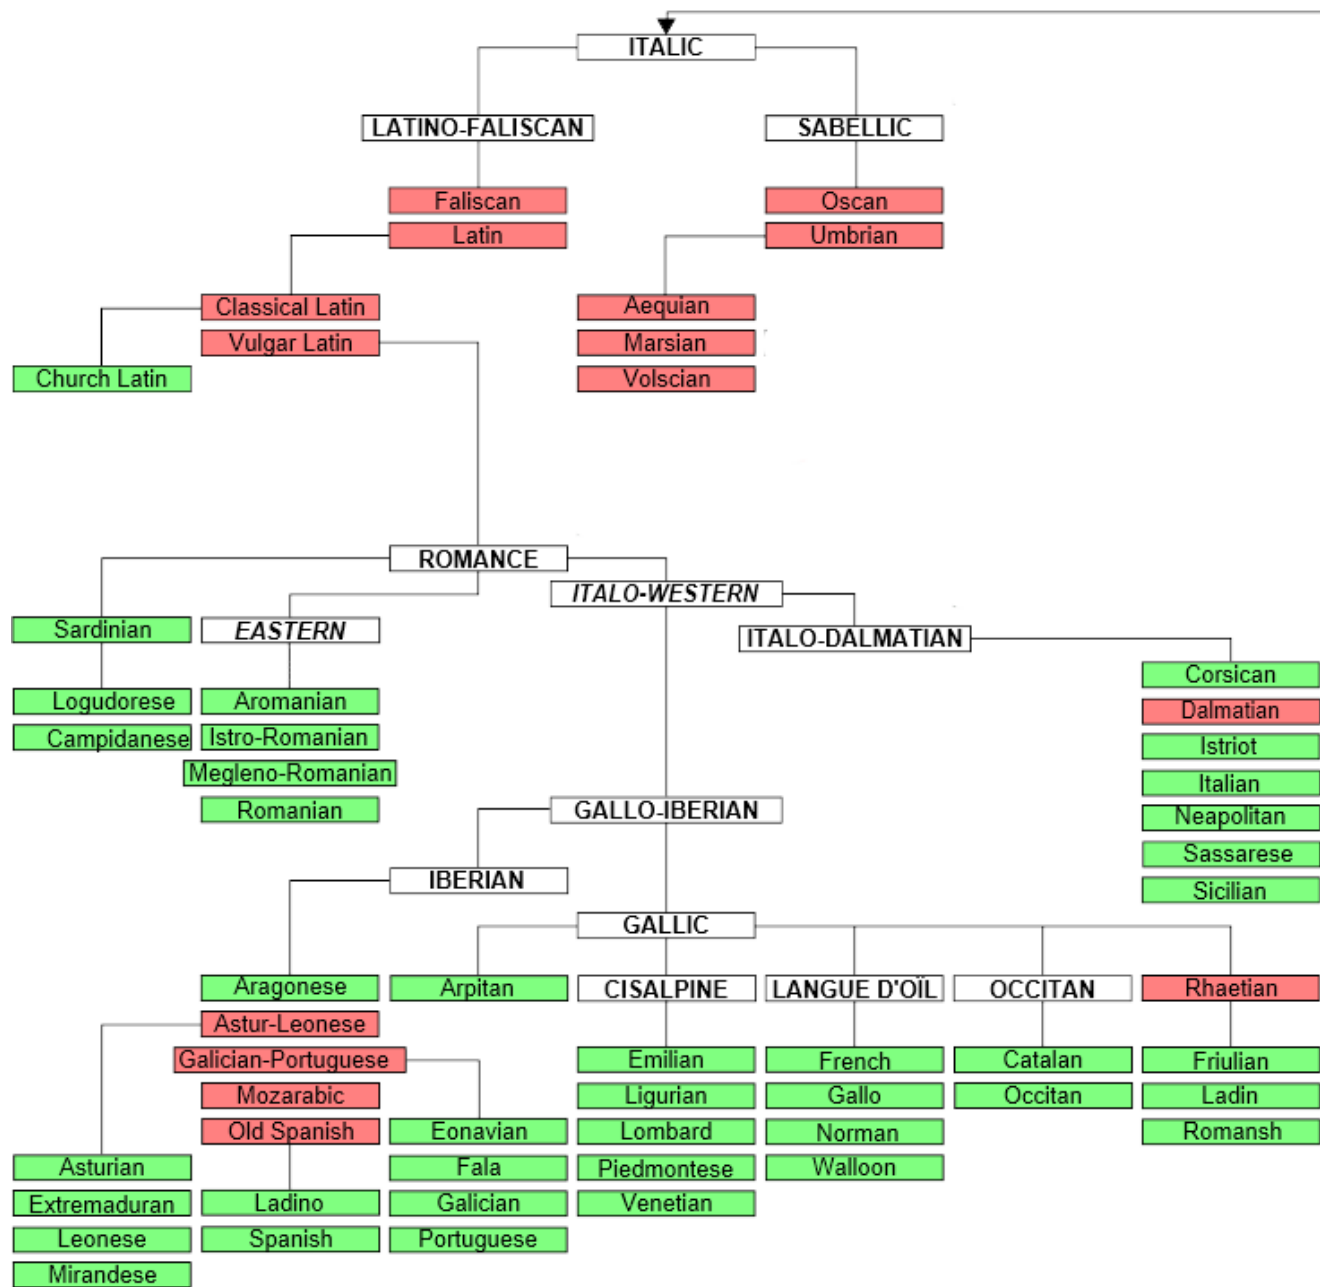 ITALIC
LATINO-FALISCAN
SABELLIC
Faliscan
Oscan
Latin
Umbrian
Classical Latin
Aequian
Vulgar Latin
Marsian
Church Latin
Volscian
ROMANCE
ITALO-WESTERN
Sardinian
EASTERN
ITALO-DALMATIAN
Corsican
Logudorese
Aromanian
Dalmatian
Campidanese
Istro-Romanian
Istriot
Megleno-Romanian
Italian
Romanian
GALLO-IBERIAN
Neapolitan
Sassarese
IBERIAN
Sicilian
GALLIC
Aragonese
Arpitan
CISALPINE
LANGUE D'OÏL
OCCITAN
Rhaetian
Astur-Leonese
Galician-Portuguese
Emilian
French
Catalan
Friulian
Mozarabic
Ligurian
Gallo
Occitan
Ladin
Old Spanish
Eonavian
Lombard
Norman
Romansh
Asturian
Fala
Piedmontese
Walloon
Extremaduran
Ladino
Galician
Venetian
Leonese
Spanish
Portuguese
Mirandese